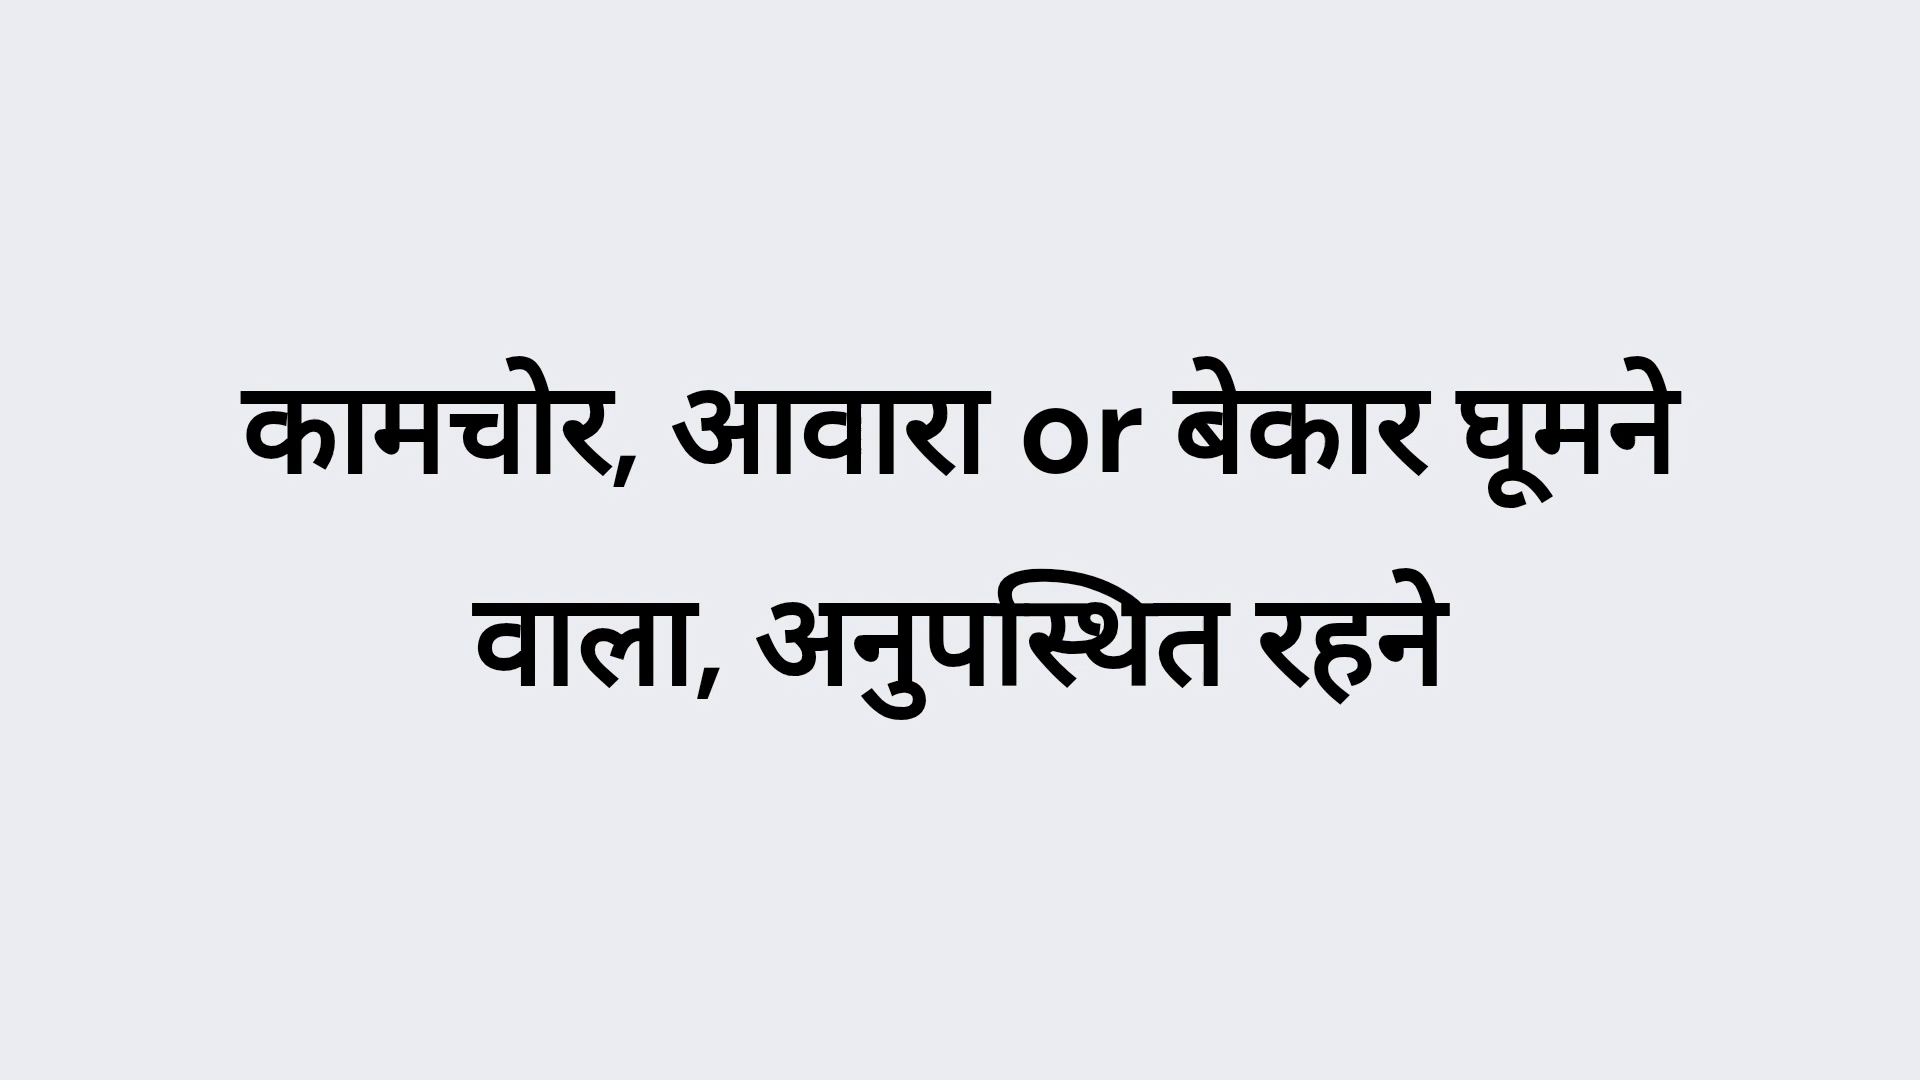 कामचोर, आवारा or बेकार घूमने
वाला, अनुपस्थित रहने